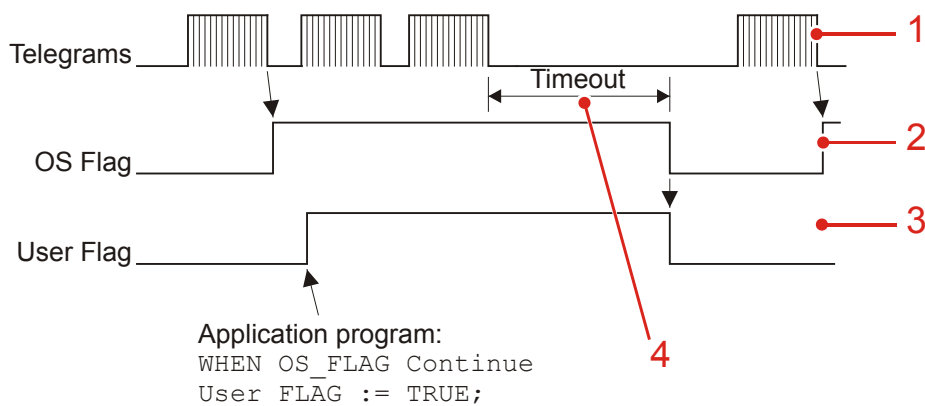 1
Telegrams
Timeout
2
OS Flag
3
User Flag
4
Application program:
WHEN OS_FLAG Continue
User FLAG := TRUE;